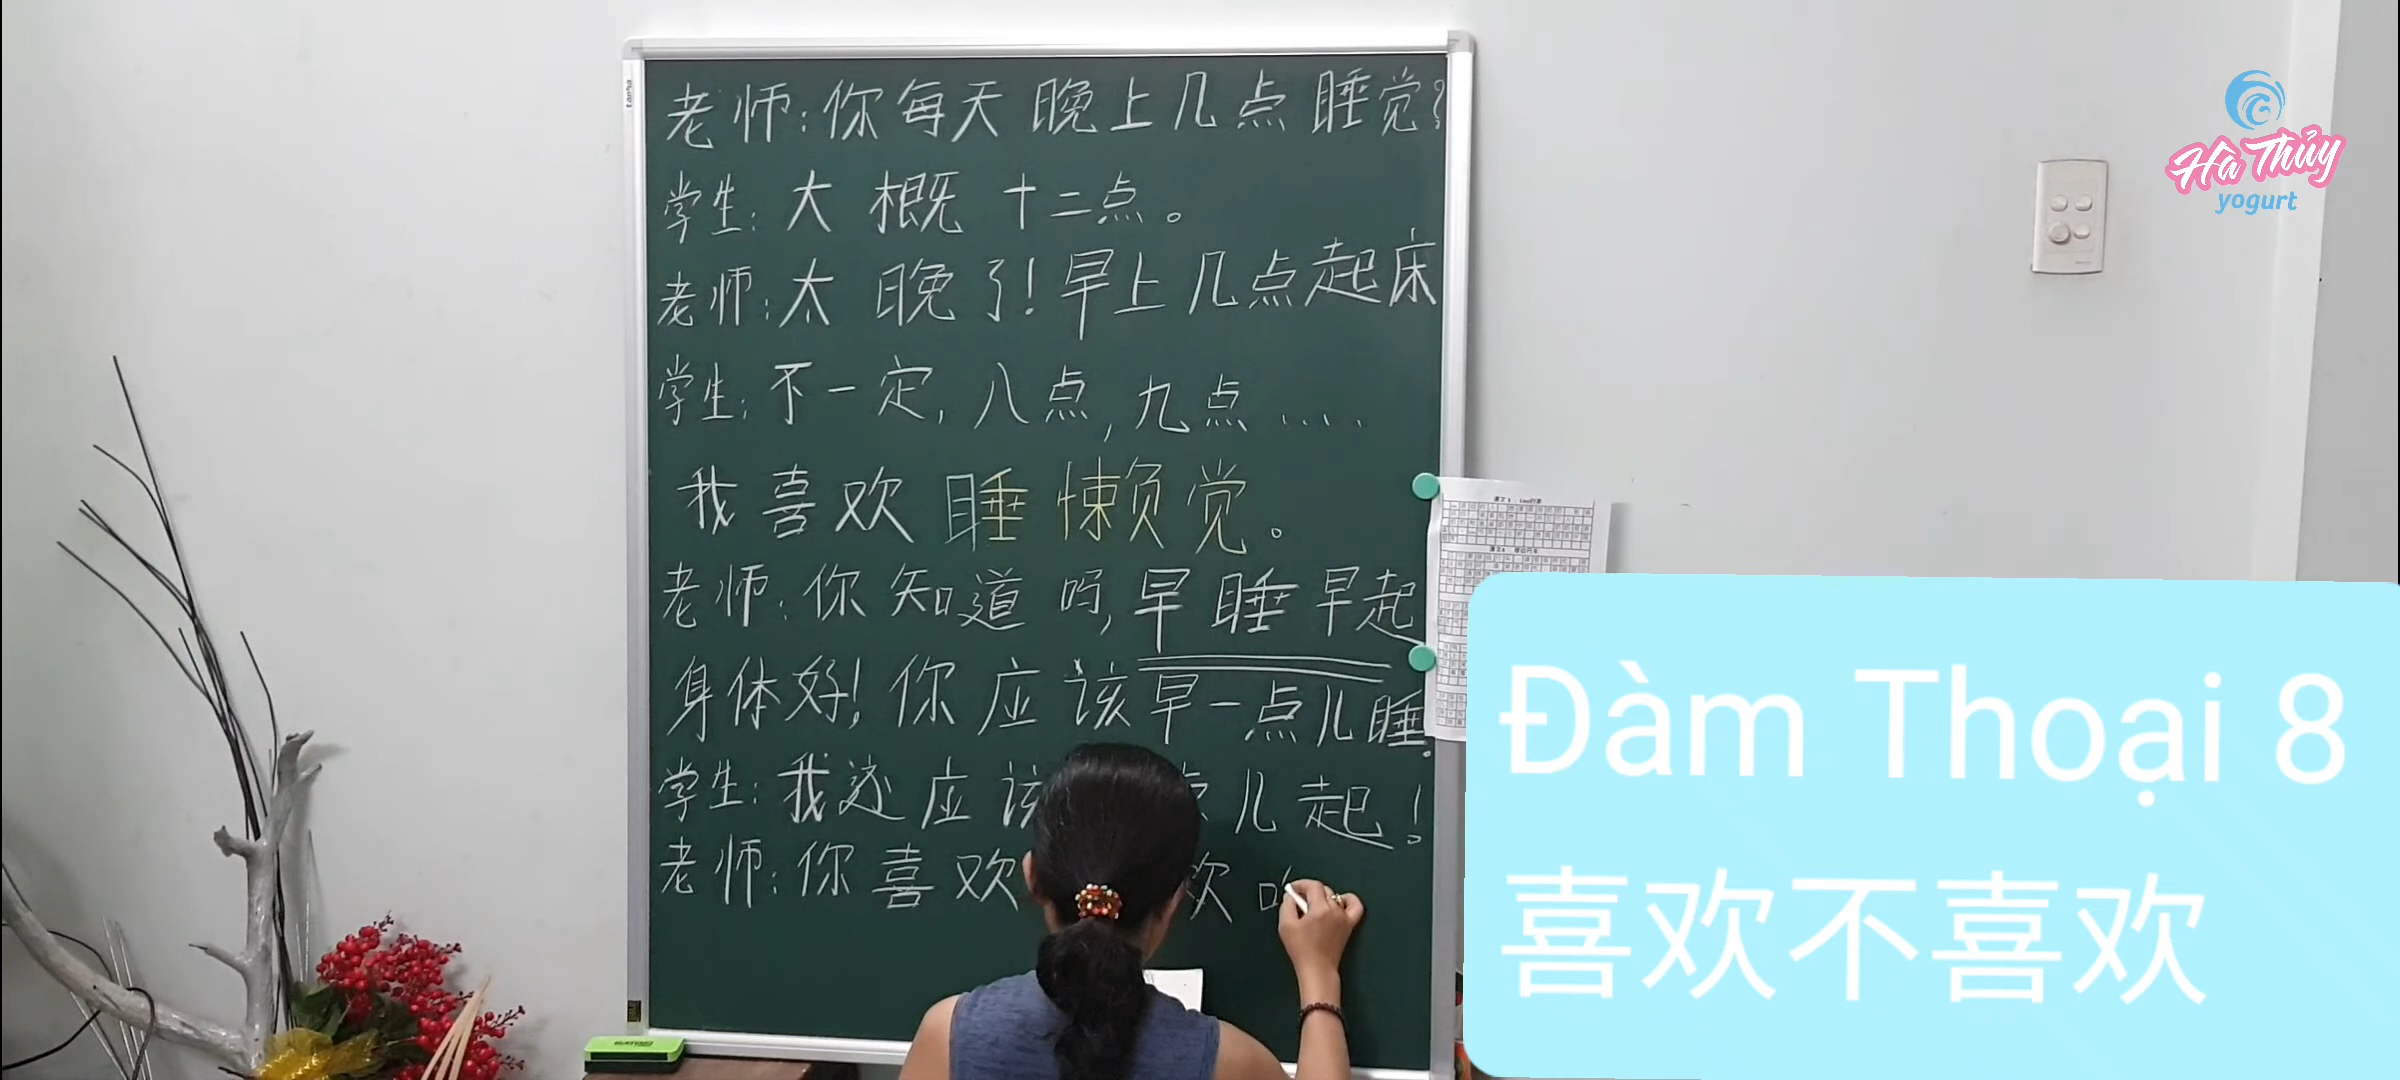 老师:你每天晚上几点睡觉?
学生:大概十二点。
老师:太晚了!早上几点起床
学生:不一定,八点,九点....
我喜欢睡懒觉。
老师:你知道吗,早睡早起
身体好!你应该早一点儿睡.
学生:我还应该 点儿起!
老师:你喜欢 欢
Hà Thủy
yogurt
Đàm Thoại 8
喜欢不喜欢